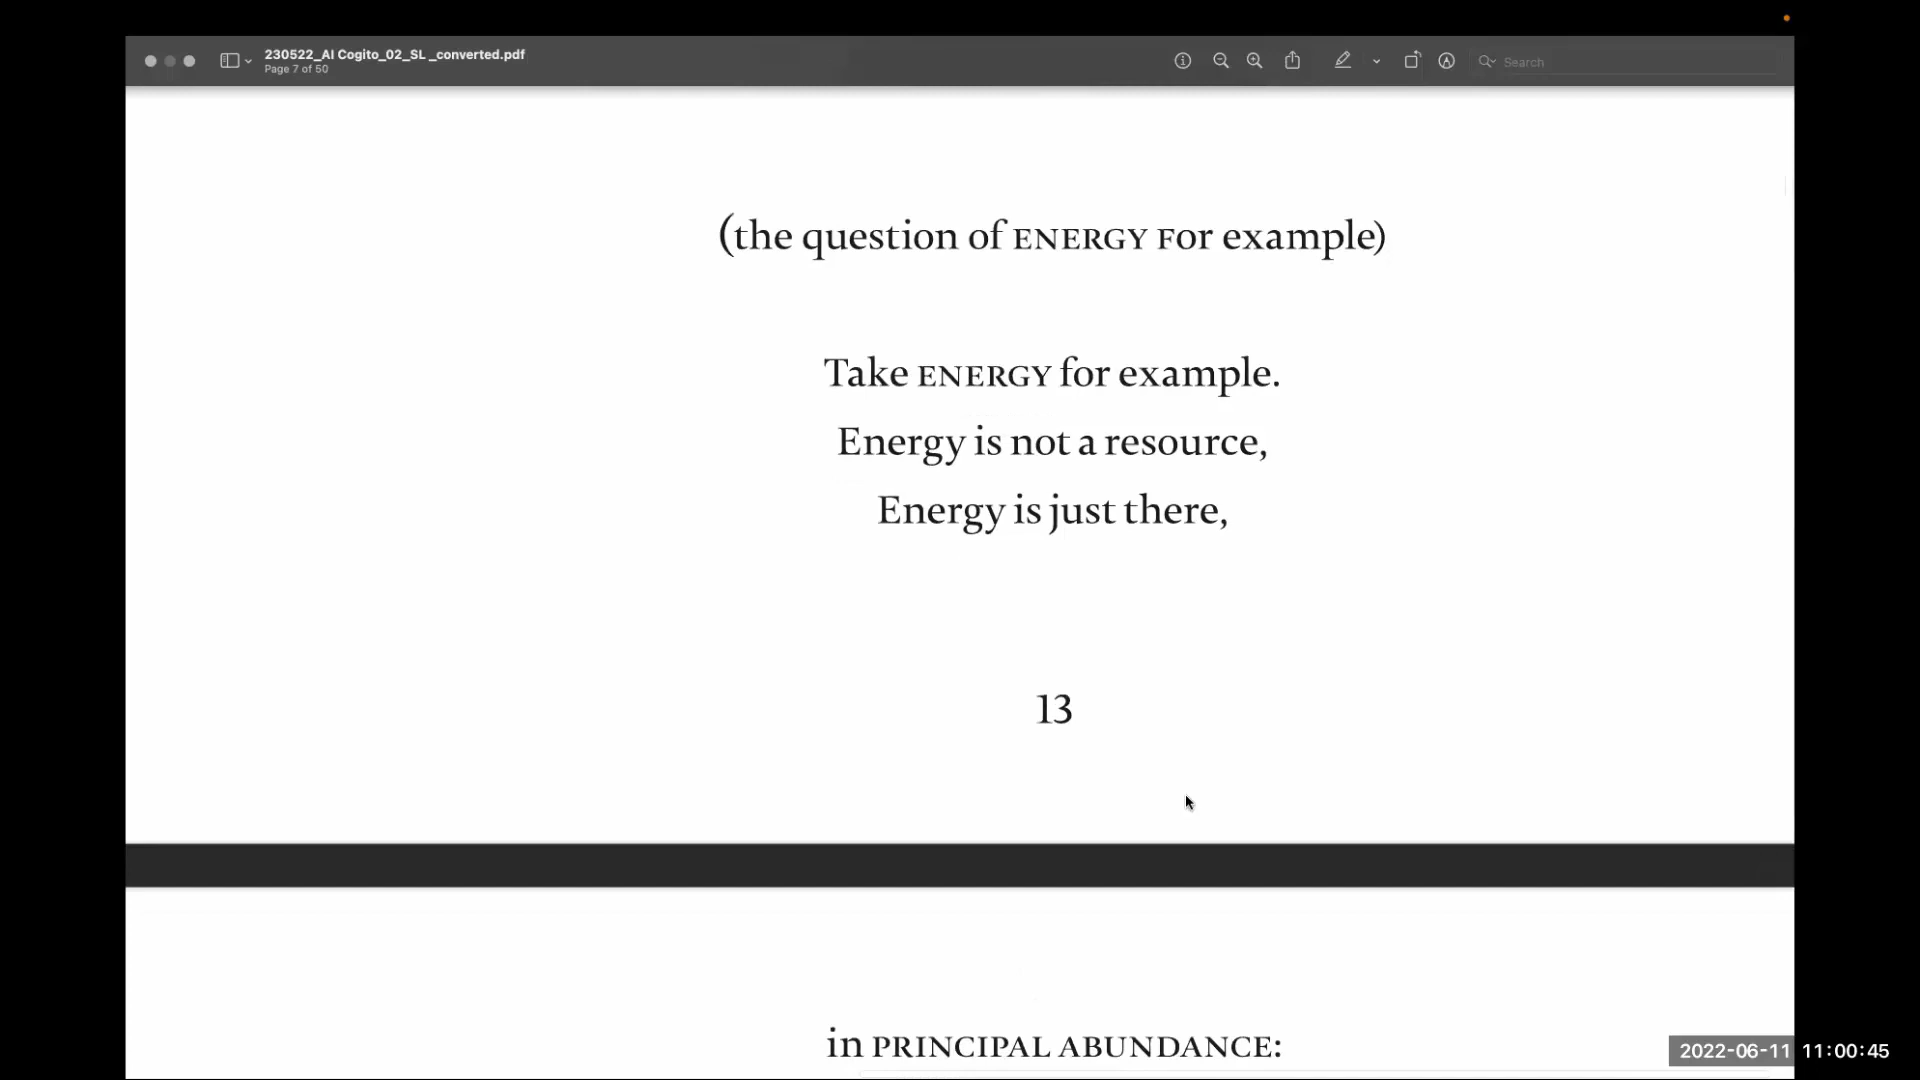 230522_AI Cogito_02_SL _converted.pdf
Page 7 of 50
Search
(the question of ENERGY FOr example)
Take ENERGY for example.
Energy is not a resource,
Energy is just there,
13
in PRINCIPAL ABUNDANCE:
2022-06-11 11:00:45